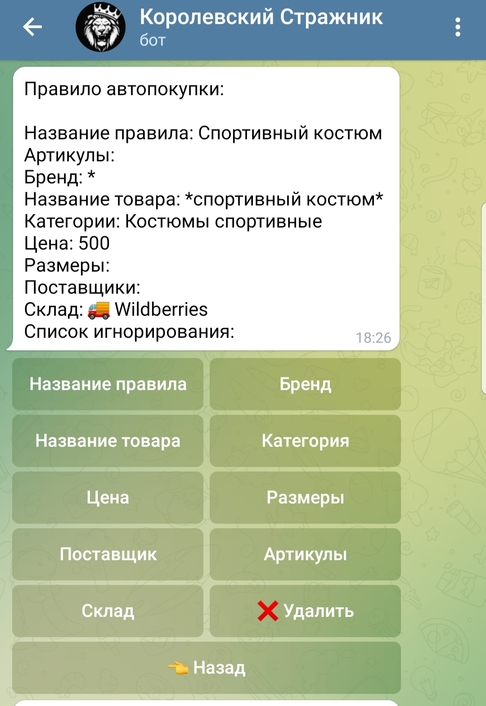 Королевский Стражник
бот
Правило автопокупки:
Название правила: Спортивный костюм
Артикулы:
Бренд: *
Название товара: *спортивный костюм*
Категории: Костюмы спортивные
Цена: 500
Размеры:
Поставщики:
Склад: 🚚 Wildberries
Список игнорирования:
18:26
Название правила
Бренд
Название товара
Категория
Цена
Размеры
Поставщик
Артикулы
Склад
❌ Удалить
👈 Назад